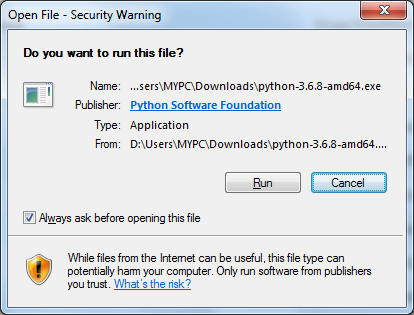 Open File - Security Warning
Do you want to run this file?
Name: ...sers\MYPC\Downloads\python-3.6.8-amd64.exe
Publisher: Python Software Foundation
Type: Application
From: D:\Users\MYPC\Downloads\python-3.6.8-amd64....
Run Cancel
Always ask before opening this file
While files from the Internet can be useful, this file type can
potentially harm your computer. Only run software from publishers
you trust. What's the risk?